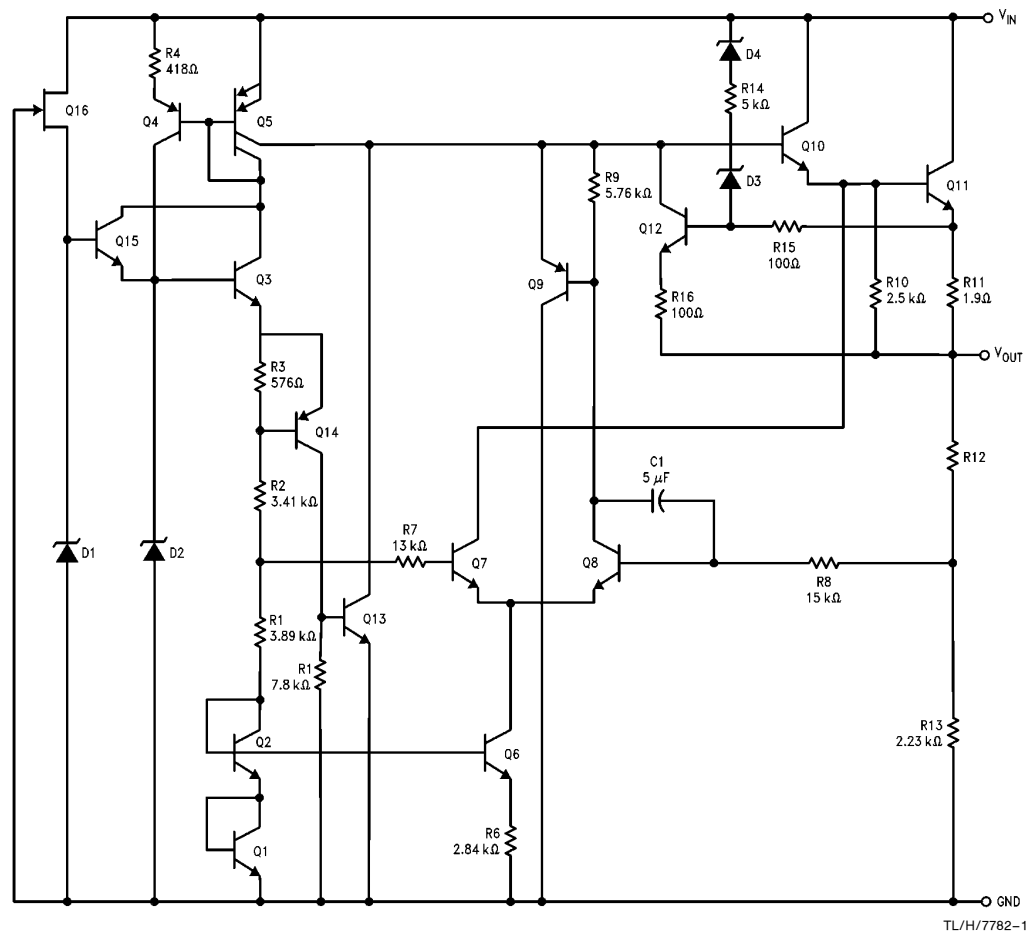 VIN
R4
418Ω
D4
Q16
Q4
Q5
R14
5 kΩ
Q10
R9
5.76 kΩ
D3
Q11
Q15
Q12
R15
100Ω
Q3
Q9
R16
100Ω
R10
2.5 kΩ
R11
1.9Ω
VOUT
R3
576Ω
Q14
C1
5 μF
R12
R2
3.41 kΩ
R7
13 kΩ
D1
D2
Q7
Q8
R8
15 kΩ
R1
3.89 kΩ
Q13
R1
7.8 kΩ
Q2
Q6
R13
2.23 kΩ
Q1
R6
2.84 kΩ
GND
TL/H/7782–1